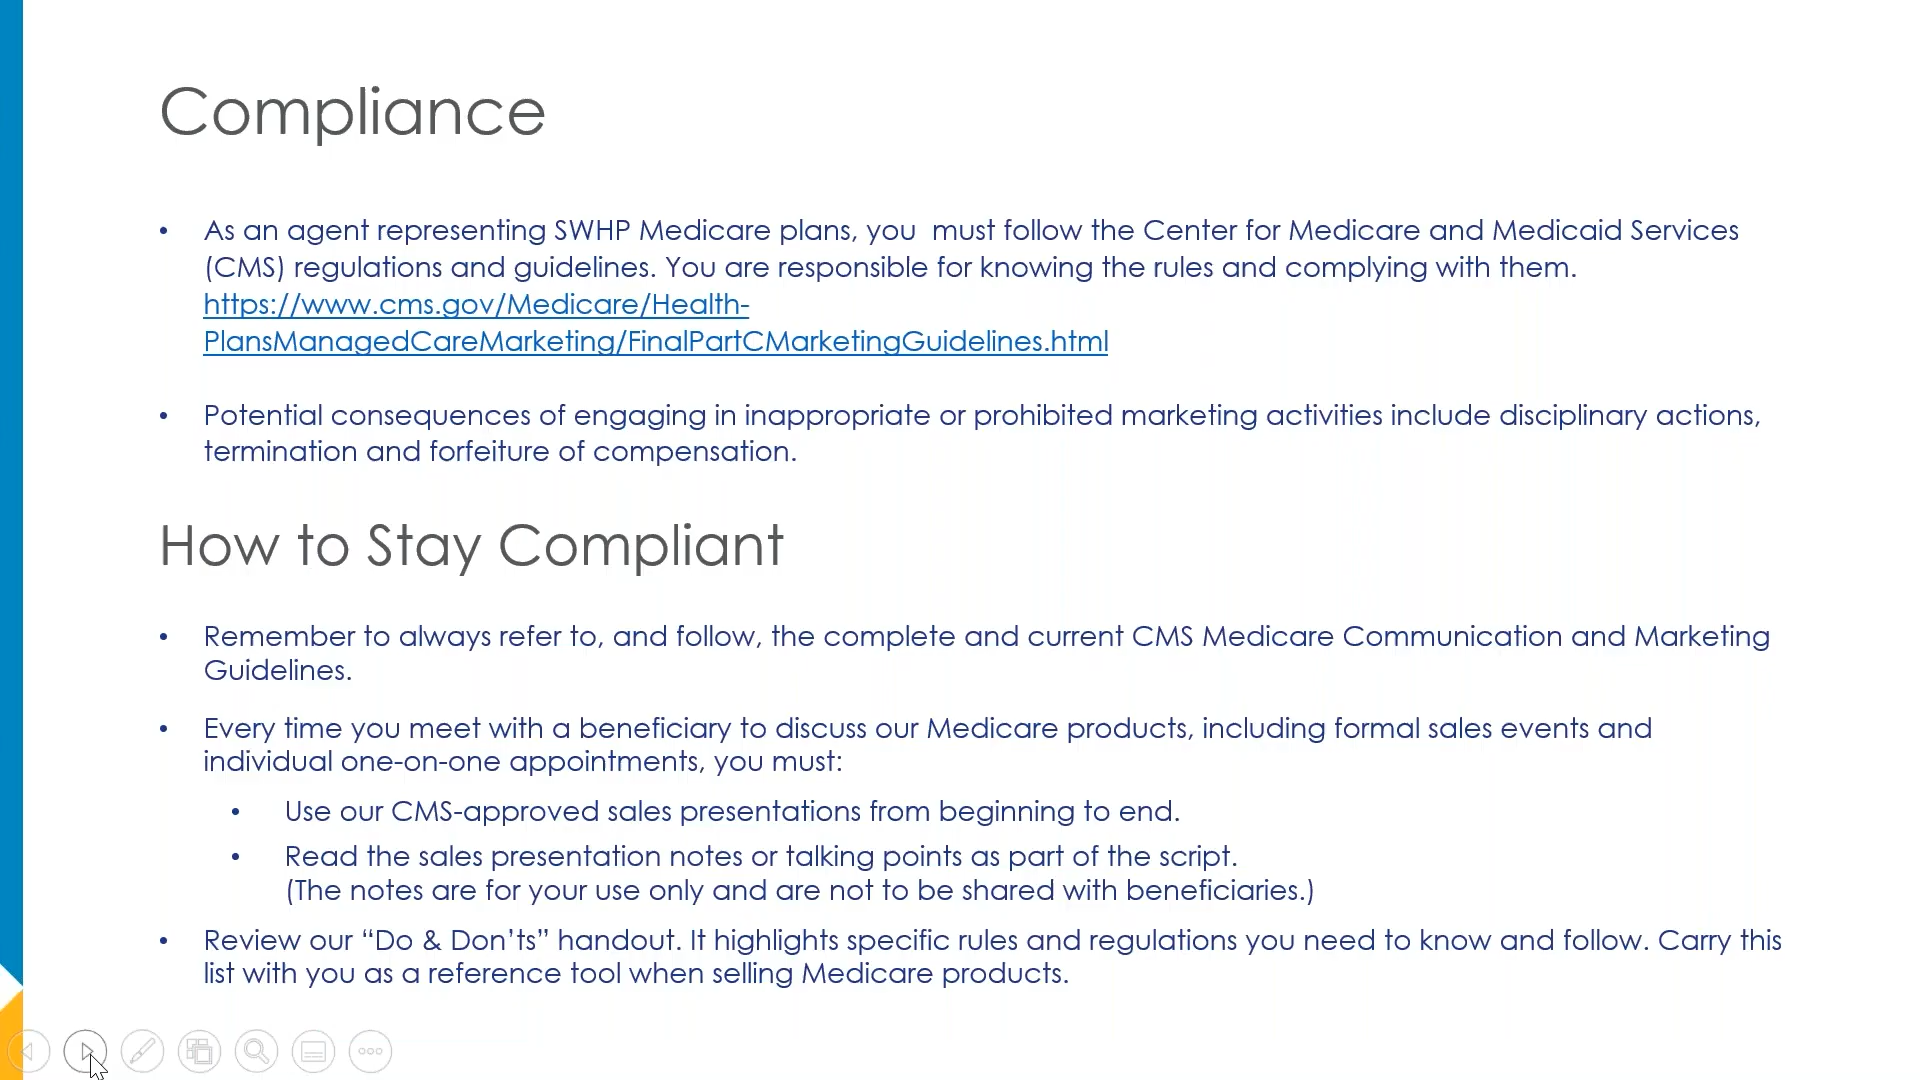 Compliance
• As an agent representing SWHP Medicare plans, you  must follow the Center for Medicare and Medicaid Services
(CMS) regulations and guidelines. You are responsible for knowing the rules and complying with them.
https://www.cms.gov/Medicare/Health-
PlansManagedCareMarketing/FinalPartCMarketingGuidelines.html
• Potential consequences of engaging in inappropriate or prohibited marketing activities include disciplinary actions,
termination and forfeiture of compensation.
How to Stay Compliant
• Remember to always refer to, and follow, the complete and current CMS Medicare Communication and Marketing
Guidelines.
• Every time you meet with a beneficiary to discuss our Medicare products, including formal sales events and
individual one-on-one appointments, you must:
• Use our CMS-approved sales presentations from beginning to end.
• Read the sales presentation notes or talking points as part of the script.
(The notes are for your use only and are not to be shared with beneficiaries.)
• Review our “Do & Don’ts” handout. It highlights specific rules and regulations you need to know and follow. Carry this
list with you as a reference tool when selling Medicare products.